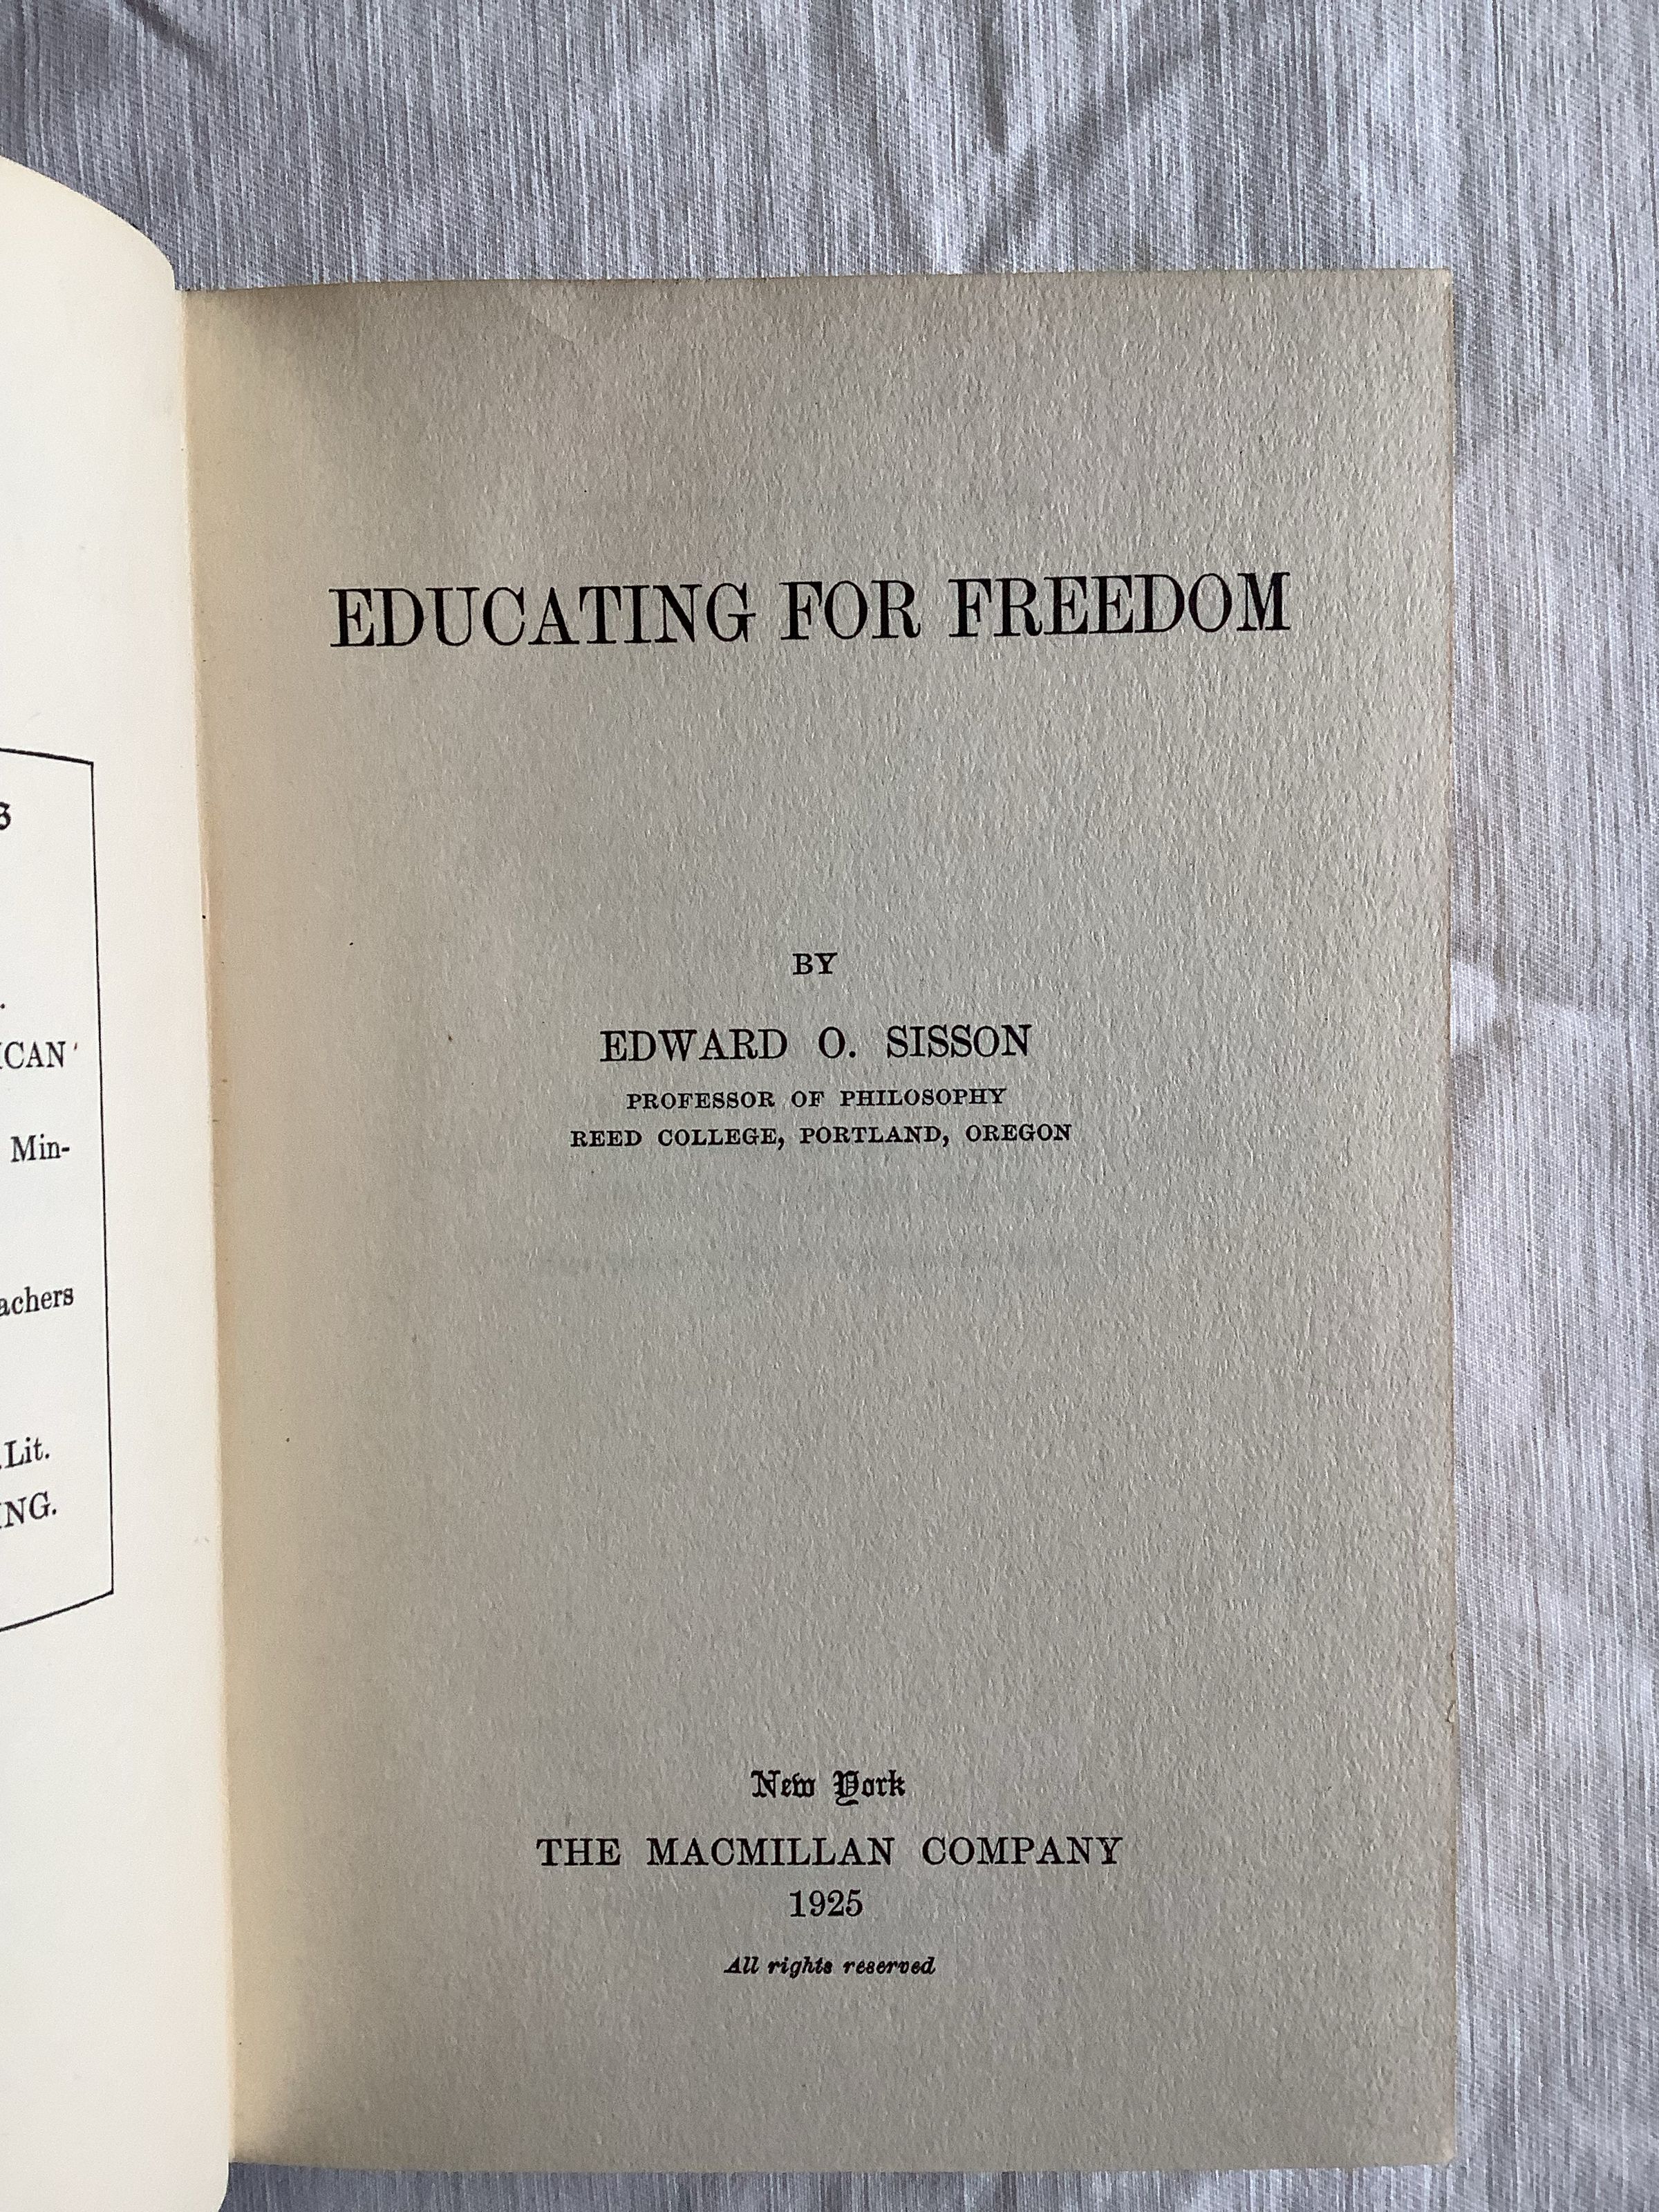 ICAN
Min-
achers
Lit.
NG.
EDUCATING FOR FREEDOM
BY
EDWARD O. SISSON
PROFESSOR OF PHILOSOPHY
REED COLLEGE, PORTLAND, OREGON
New York
THE MACMILLAN COMPANY
1925
All rights reserved